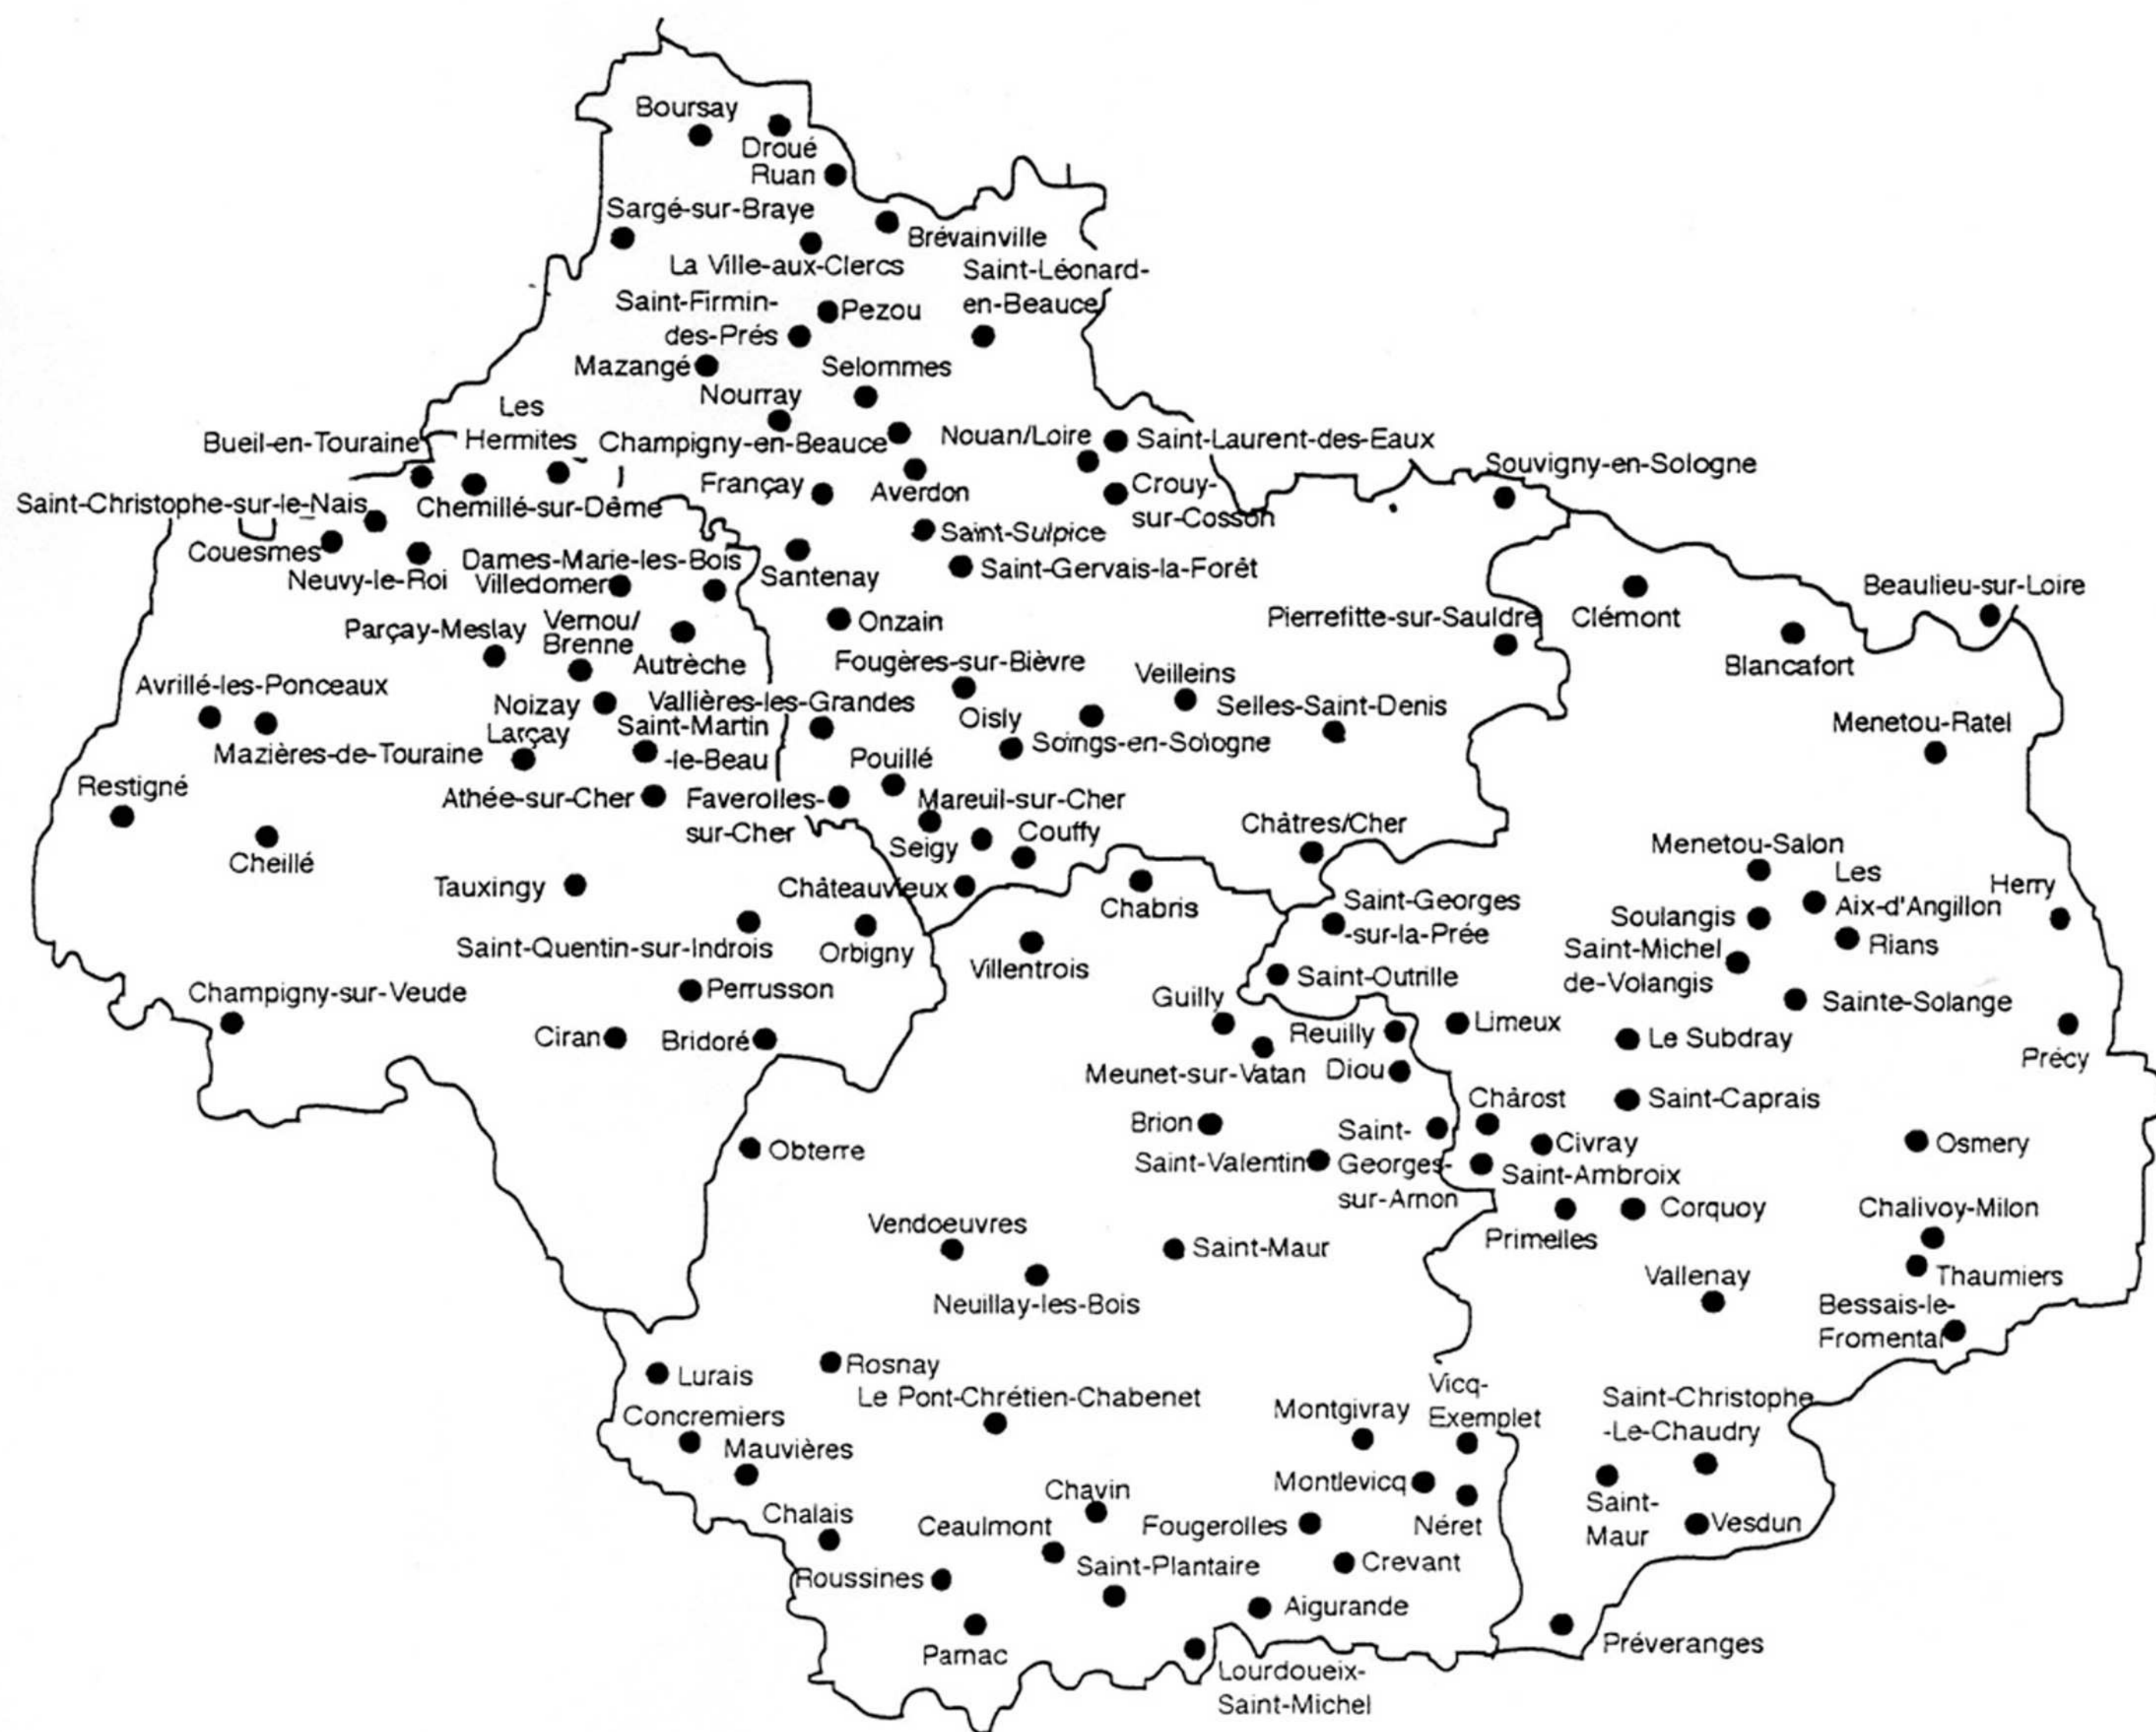 Boursay
Droué
Ruan
Sargé-sur-Braye
Brévainville
La Ville-aux-Clercs
Saint-Léonard-
en-Beauce
Saint-Firmin-
des-Prés
Pezou
Mazangé
Selommes
Nourray
Les
Hermites
Bueil-en-Touraine
Champigny-en-Beauce
Nouan/Loire
Saint-Laurent-des-Eaux
Souvigny-en-Sologne
Françay
Averdon
Crouy-
sur-Cosson
Saint-Christophe-sur-le-Nais
Chemillé-sur-Dême
Saint-Sulpice
Couesmes
Neuvy-le-Roi
Dames-Marie-les-Bois
Villedomer
Santenay
Saint-Gervais-la-Forêt
Beaulieu-sur-Loire
Parçay-Meslay
Vernou/
Brenne
Autrèche
Onzain
Pierrefitte-sur-Sauldre
Clémont
Blancafort
Fougères-sur-Bièvre
Veilleins
Avrillé-les-Ponceaux
Noizay
Vallières-les-Grandes
Oisly
Selles-Saint-Denis
Menetou-Ratel
Mazières-de-Touraine
Larçay
Saint-Martin
-le-Beau
Pouillé
Soings-en-Sologne
Restigné
Athée-sur-Cher
Faverolles-
sur-Cher
Mareuil-sur-Cher
Cheillé
Seigy
Couffy
Châtres/Cher
Menetou-Salon
Les
Aix-d'Angillon
Herry
Tauxingy
Châteauvieux
Chabris
Saint-Georges
-sur-la-Prée
Soulangis
Rians
Saint-Quentin-sur-Indrois
Orbigny
Villentrois
Saint-Michel
de-Volangis
Saint-Outrille
Champigny-sur-Veude
Perrusson
Guilly
Sainte-Solange
Ciran
Bridoré
Reuilly
Limeux
Le Subdray
Précy
Meunet-sur-Vatan
Diou
Chârost
Saint-Caprais
Obterre
Brion
Saint-
Georges-
sur-Arnon
Civray
Osmery
Saint-Valentin
Saint-Ambroix
Vendoeuvres
Saint-Maur
Primelles
Corquoy
Chalivoy-Milon
Neuillay-les-Bois
Vallenay
Thaumiers
Bessais-le-
Fromental
Lurais
Rosnay
Le Pont-Chrétien-Chabenet
Vicq-
Exemplet
Saint-Christophe
-Le-Chaudry
Concremiers
Montgivray
Mauvières
Montlevicq
Chalais
Chavin
Ceaulmont
Fougerolles
Néret
Saint-
Maur
Vesdun
Saint-Plantaire
Crevant
Roussines
Aigurande
Parnac
Préveranges
Lourdoueix-
Saint-Michel